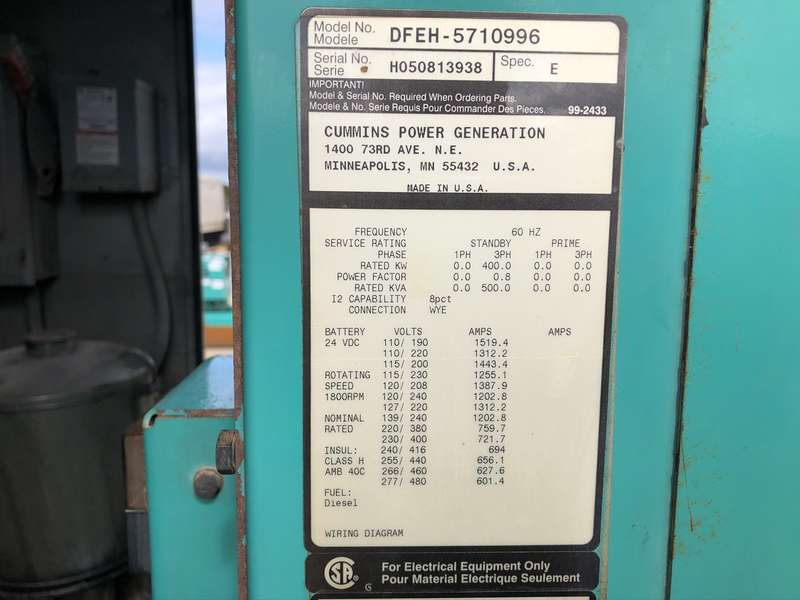 Model No. DFEH-5710996
Modele
Serial No. H050813938 Spec. E
Serie
IMPORTANT!
Model & Serial No. Required When Ordering Parts.
Modele & No. Serie Requis Pour Commander Des Pieces. 99-2433
CUMMINS POWER GENERATION
1400 73RD AVE. N.E.
MINNEAPOLIS, MN 55432 U.S.A.
MADE IN U.S.A.
FREQUENCY 60 HZ
SERVICE RATING STANDBY PRIME
PHASE 1PH 3PH 1PH 3PH
RATED KW 0.0 400.0 0.0 0.0
POWER FACTOR 0.0 0.8 0.0 0.0
RATED KVA 0.0 500.0 0.0 0.0
I2 CAPABILITY 8pct
CONNECTION WYE
BATTERY VOLTS AMPS AMPS
24 VDC 110/ 190 1519.4
110/ 220 1312.2
115/ 200 1443.4
ROTATING 115/ 230 1255.1
SPEED 120/ 208 1387.9
1800RPM 120/ 240 1202.8
127/ 220 1312.2
NOMINAL 139/ 240 1202.8
RATED 220/ 380 759.7
230/ 400 721.7
INSUL: 240/ 416 694
CLASS H 255/ 440 656.1
AMB 40C 266/ 460 627.6
277/ 480 601.4
FUEL:
Diesel
WIRING DIAGRAM
SA G For Electrical Equipment Only
Pour Material Electrique Seulement